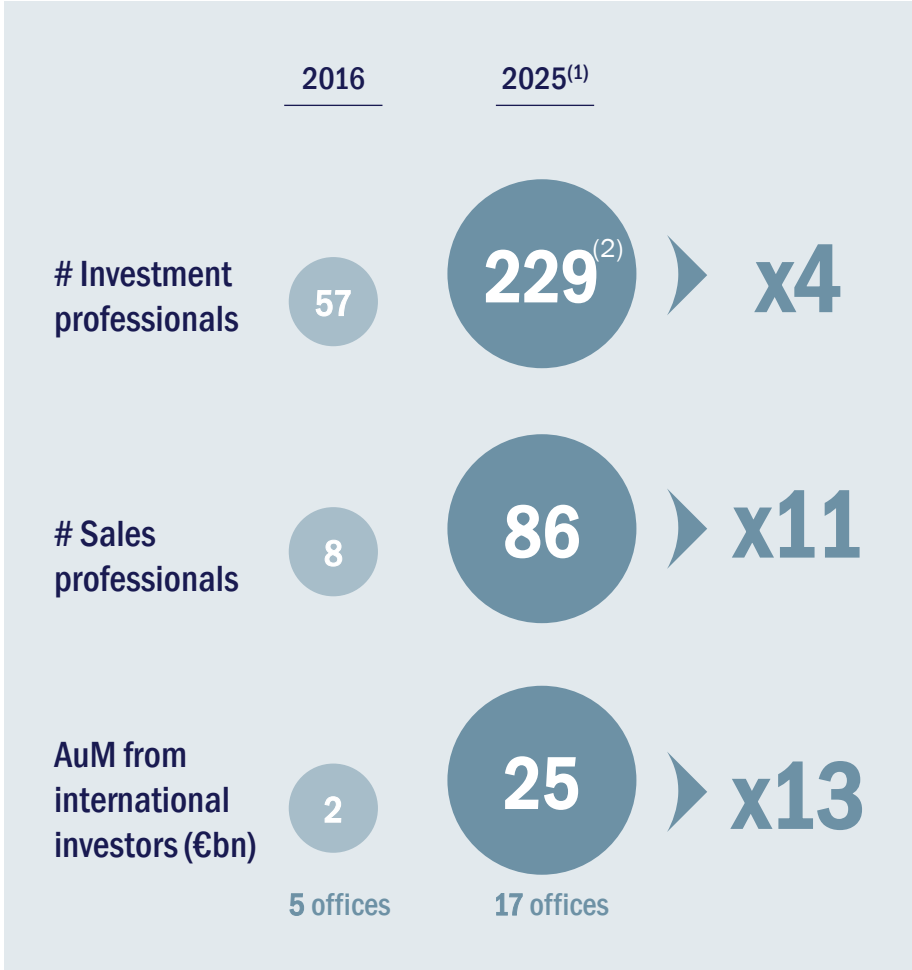 2016 2025(1)
# Investment
professionals
57
229(2)
x4
# Sales
professionals
8
86
x11
AuM from
international
investors (€bn)
2
25
x13
5 offices 17 offices